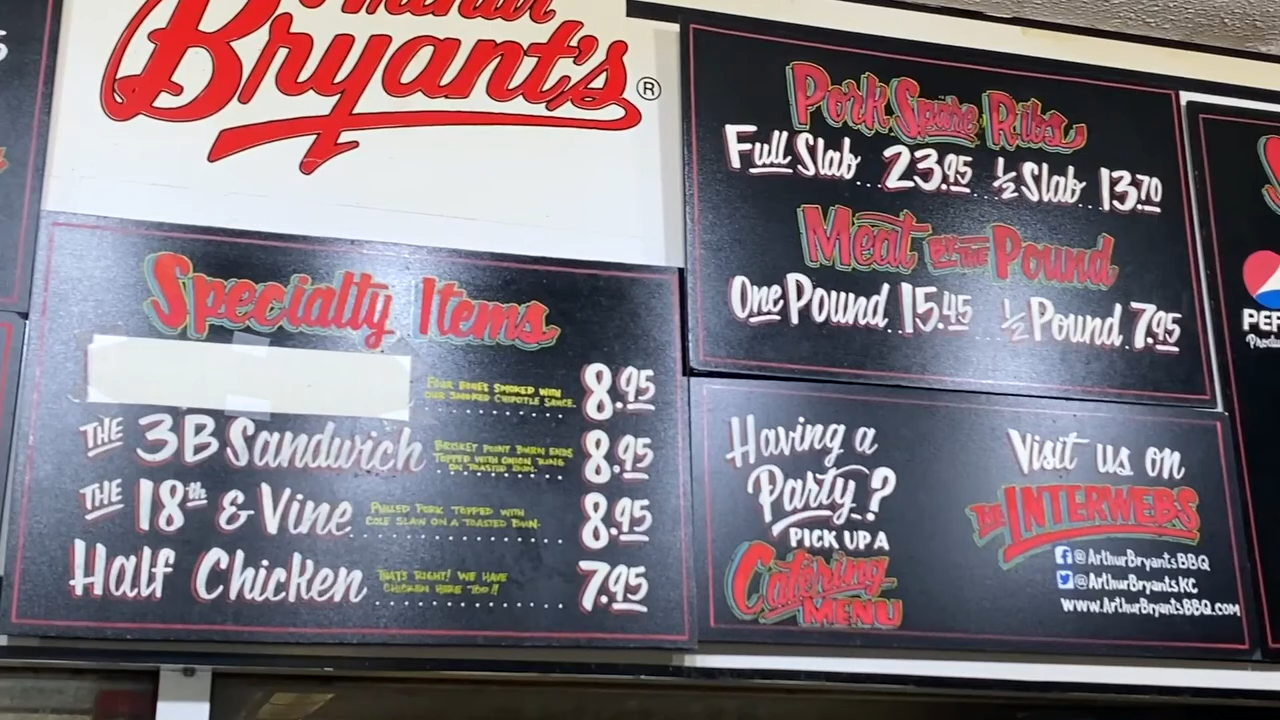 Bryant's®
Specialty Items
FOUR BONES SMOKED WITH
OUR SMOKED CHIPOTLE SAUCE. 8.95
THE 3B Sandwich BRISKET POINT BURN ENDS
TOPPED WITH ONION RING
ON TOASTED BUN. 8.95
THE 18th & Vine PULLED PORK TOPPED WITH
COLE SLAW ON A TOASTED BUN. 8.95
Half Chicken THAT'S RIGHT! WE HAVE
CHICKEN HERE TOO!! 7.95
Pork Spare Ribs
Full Slab 23.95 ½ Slab 13.70
Meat BY THE Pound
One Pound 15.45 ½ Pound 7.95
Having a
Party?
PICK UP A
Catering
MENU
Visit us on
THE INTERWEBS
@ArthurBryantsBBQ
@ArthurBryantsKC
www.ArthurBryantsBBQ.com